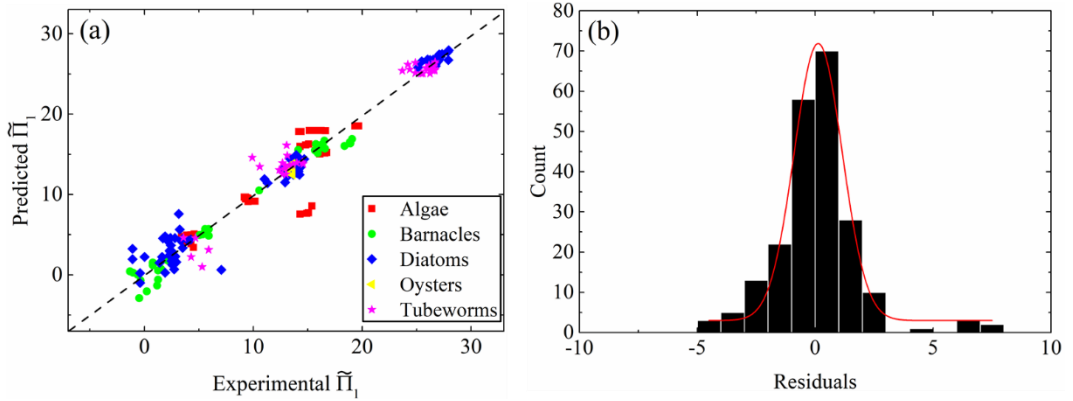 (a)
30
20
10
0
Predicted Π̃₁
0 10 20 30
Experimental Π̃₁
Algae
Barnacles
Diatoms
Oysters
Tubeworms
(b)
80
70
60
50
40
30
20
10
0
Count
-10 -5 0 5 10
Residuals